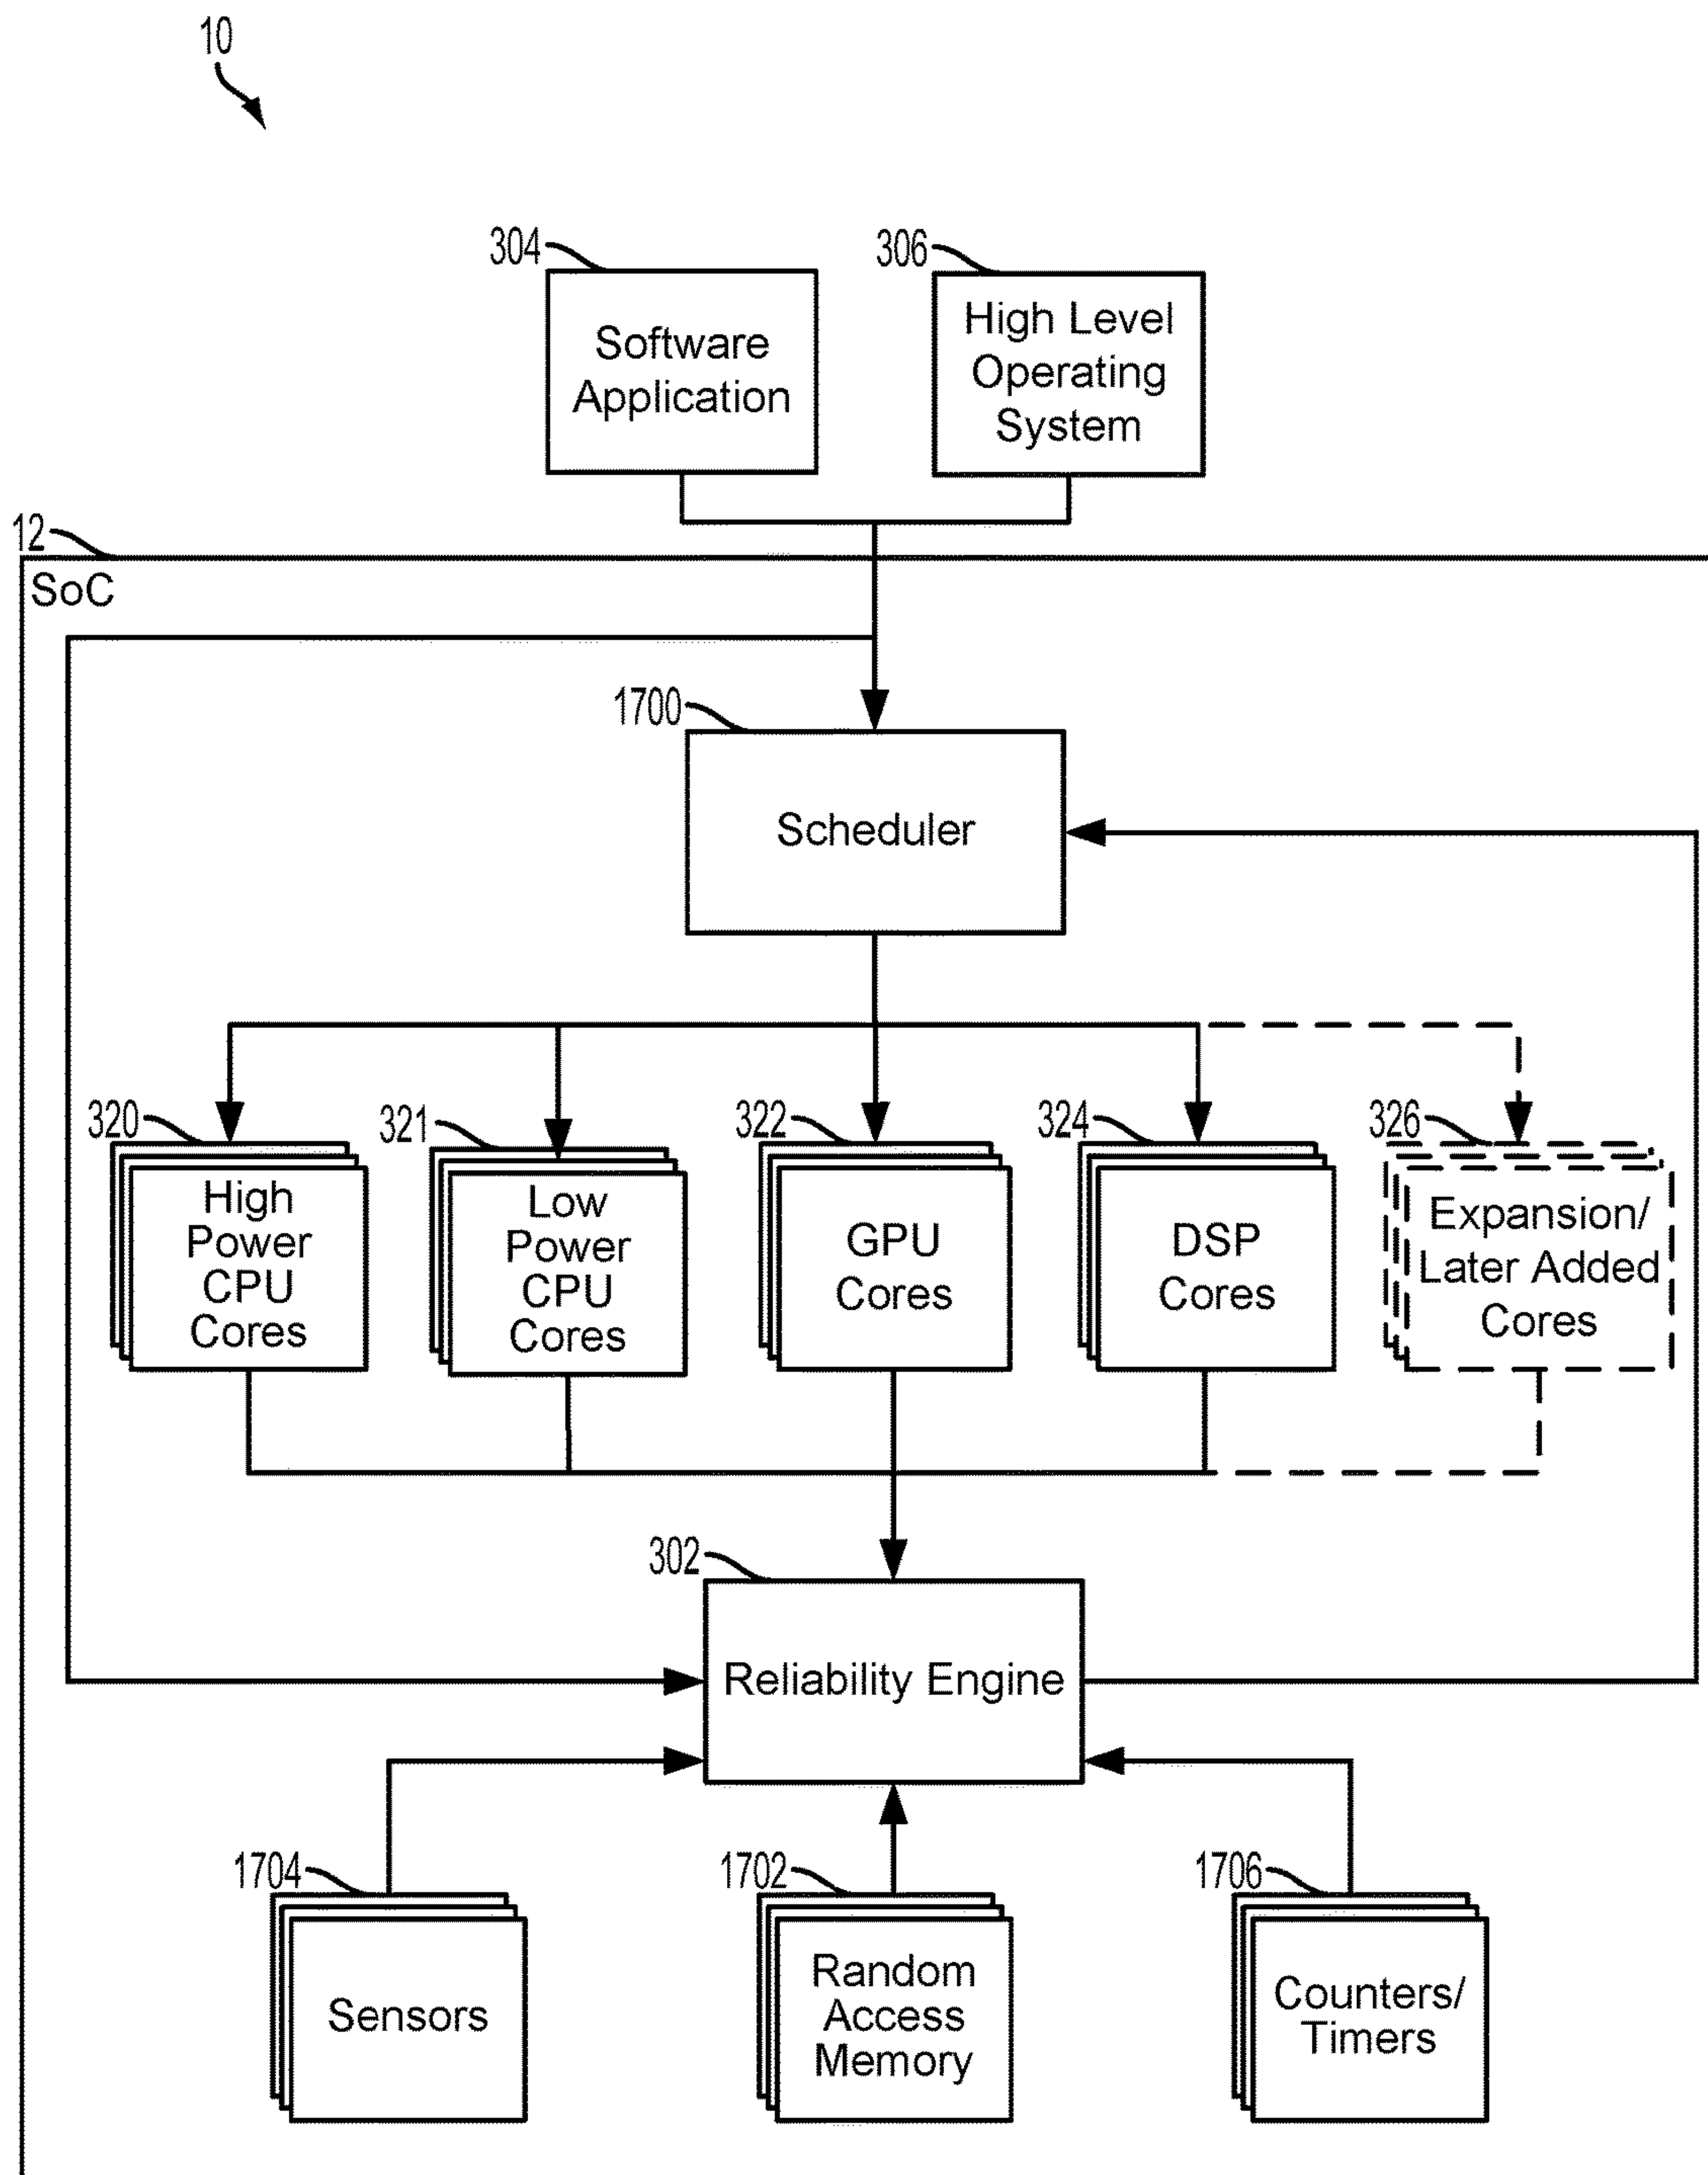 10
304
Software
Application
306
High Level
Operating
System
12
SoC
1700
Scheduler
320
High
Power
CPU
Cores
321
Low
Power
CPU
Cores
322
GPU
Cores
324
DSP
Cores
326
Expansion/
Later Added
Cores
302
Reliability Engine
1704
Sensors
1702
Random
Access
Memory
1706
Counters/
Timers